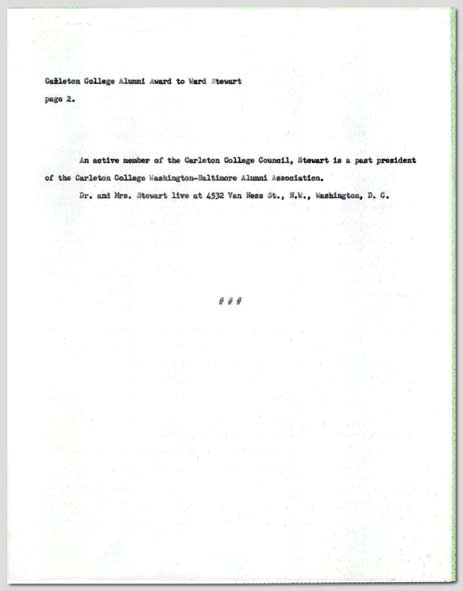 Carleton College Alumni Award to Ward Stewart
page 2.
An active member of the Carleton College Council, Stewart is a past president
of the Carleton College Washington-Baltimore Alumni Association.
Dr. and Mrs. Stewart live at 4532 Van Ness St., N.W., Washington, D. C.
# # #